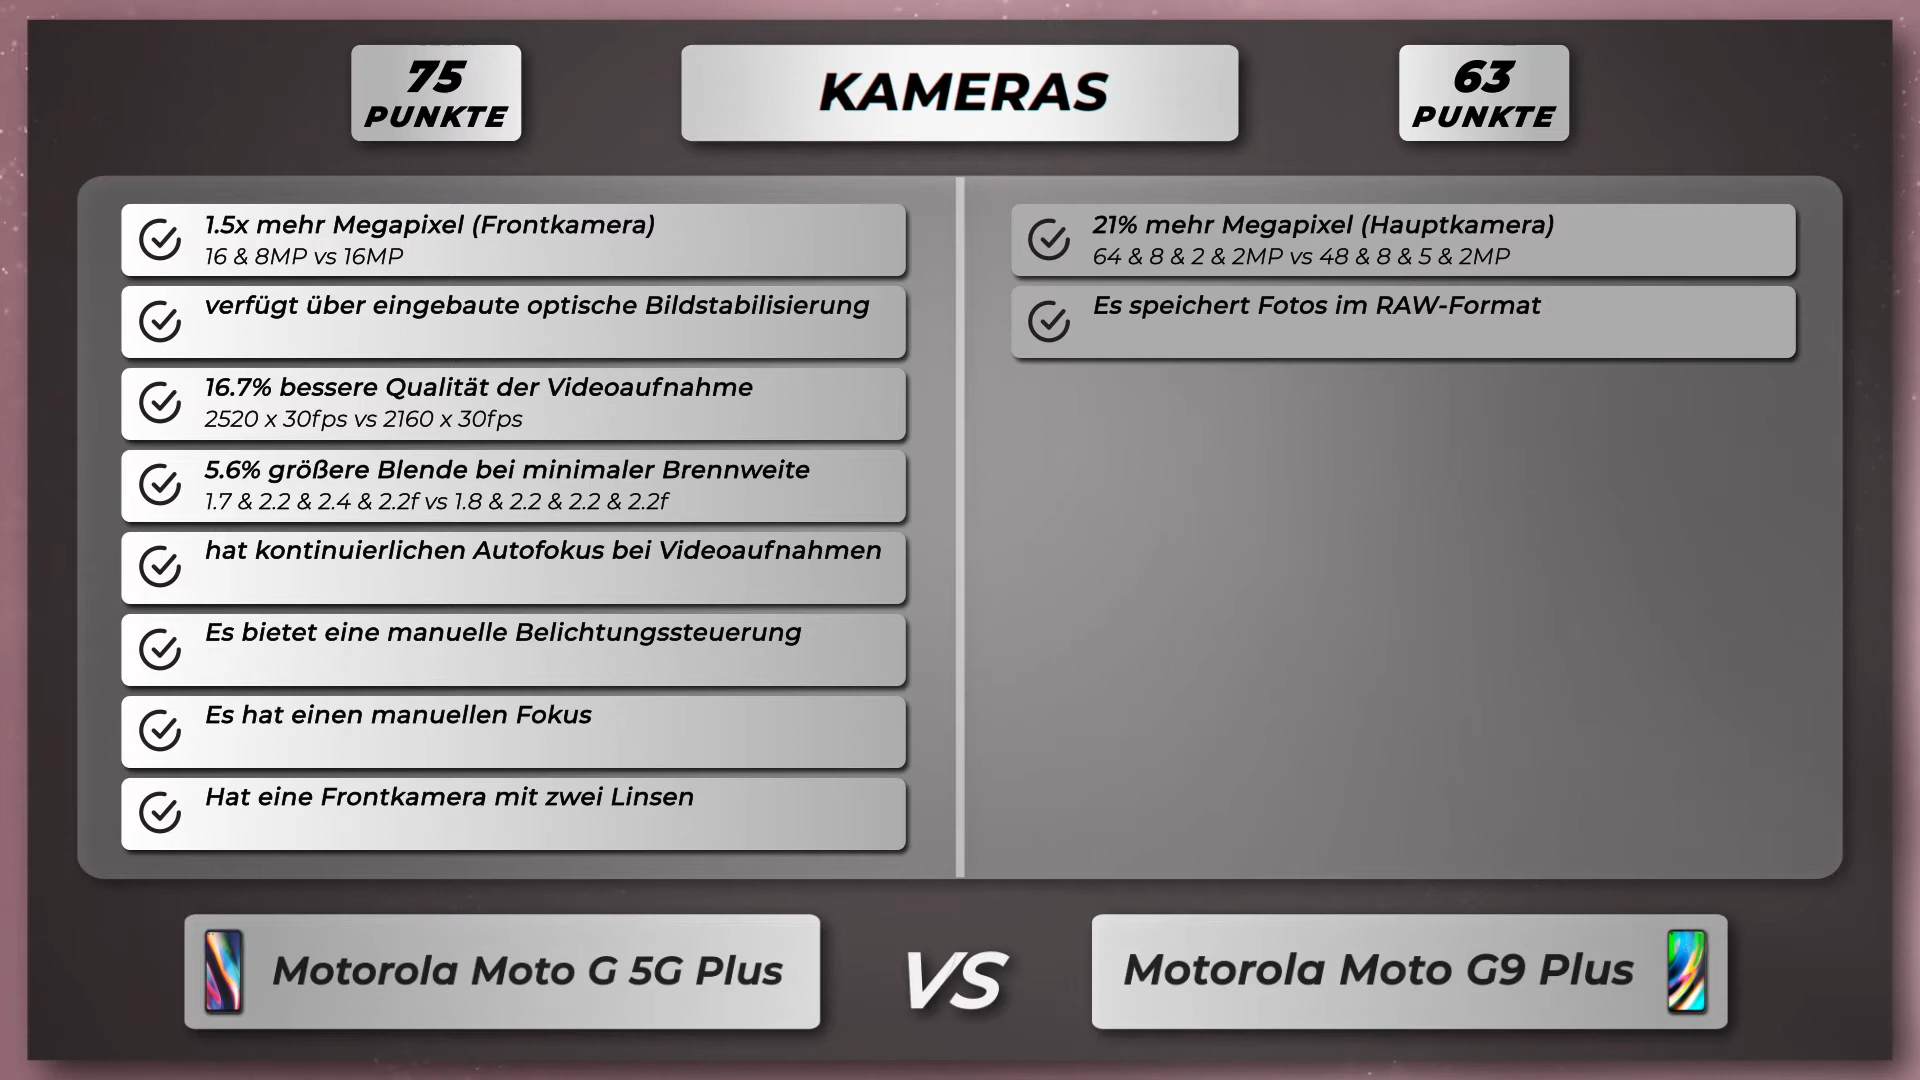 75
PUNKTE
KAMERAS
63
PUNKTE
1.5x mehr Megapixel (Frontkamera)
16 & 8MP vs 16MP
verfügt über eingebaute optische Bildstabilisierung
16.7% bessere Qualität der Videoaufnahme
2520 x 30fps vs 2160 x 30fps
5.6% größere Blende bei minimaler Brennweite
1.7 & 2.2 & 2.4 & 2.2f vs 1.8 & 2.2 & 2.2 & 2.2f
hat kontinuierlichen Autofokus bei Videoaufnahmen
Es bietet eine manuelle Belichtungssteuerung
Es hat einen manuellen Fokus
Hat eine Frontkamera mit zwei Linsen
21% mehr Megapixel (Hauptkamera)
64 & 8 & 2 & 2MP vs 48 & 8 & 5 & 2MP
Es speichert Fotos im RAW-Format
Motorola Moto G 5G Plus
VS
Motorola Moto G9 Plus